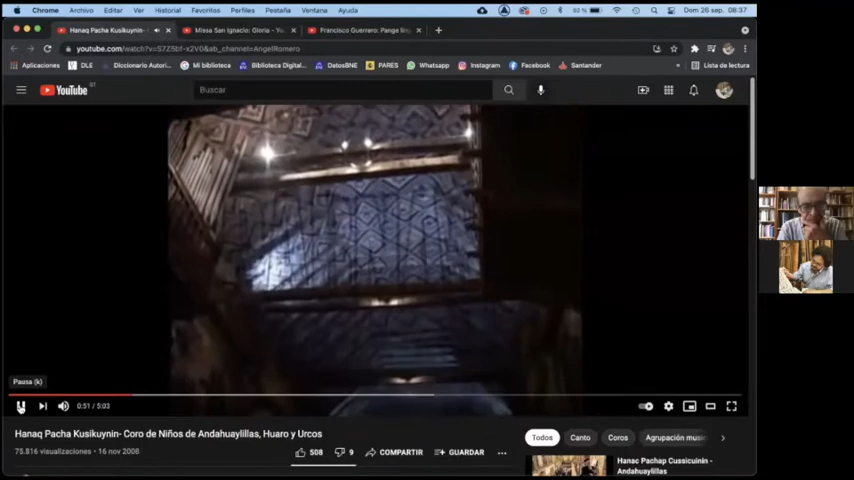 Chrome Archivo Editar Ver Historial Favoritos Perfiles Pestaña Ventana Ayuda 92 % Dom 26 sep. 08:37
Hanaq Pacha Kusikuynin- Missa San Ignacio: Gloria - Yo Francisco Guerrero: Pange ling
youtube.com/watch?v=S7Z5bf-x2V0&ab_channel=AngelRomero
Aplicaciones DLE Diccionario Autori... Mi biblioteca Biblioteca Digital... DatosBNE PARES Whatsapp Instagram Facebook Santander » Lista de lectura
YouTube Buscar
Pausa (k)
0:51 / 5:03
Hanaq Pacha Kusikuynin- Coro de Niños de Andahuaylillas, Huaro y Urcos
75.816 visualizaciones • 16 nov 2008
508 9 COMPARTIR GUARDAR ...
Todos Canto Coros Agrupación music
Hanac Pachap Cussicuinin -
Andahuaylillas